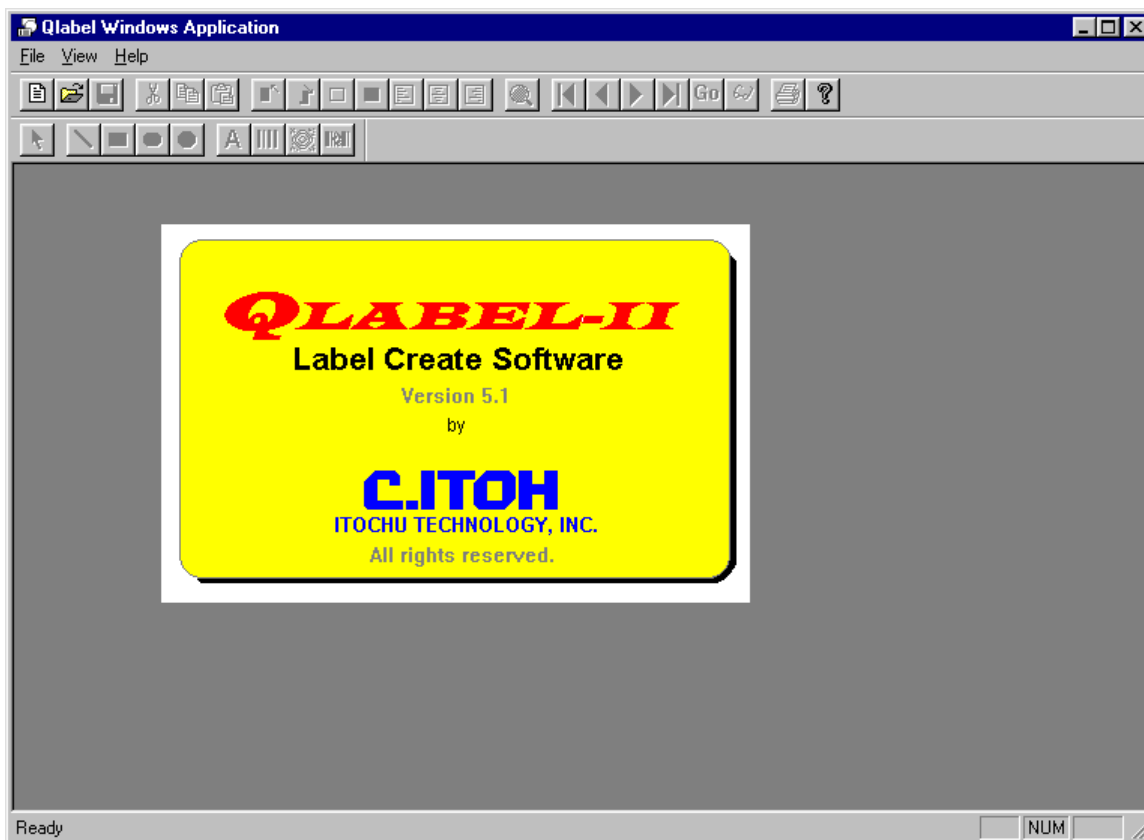 Qlabel Windows Application
File View Help
Go
A
QLABEL-II
Label Create Software
Version 5.1
by
C.ITOH
ITOCHU TECHNOLOGY, INC.
All rights reserved.
Ready
NUM